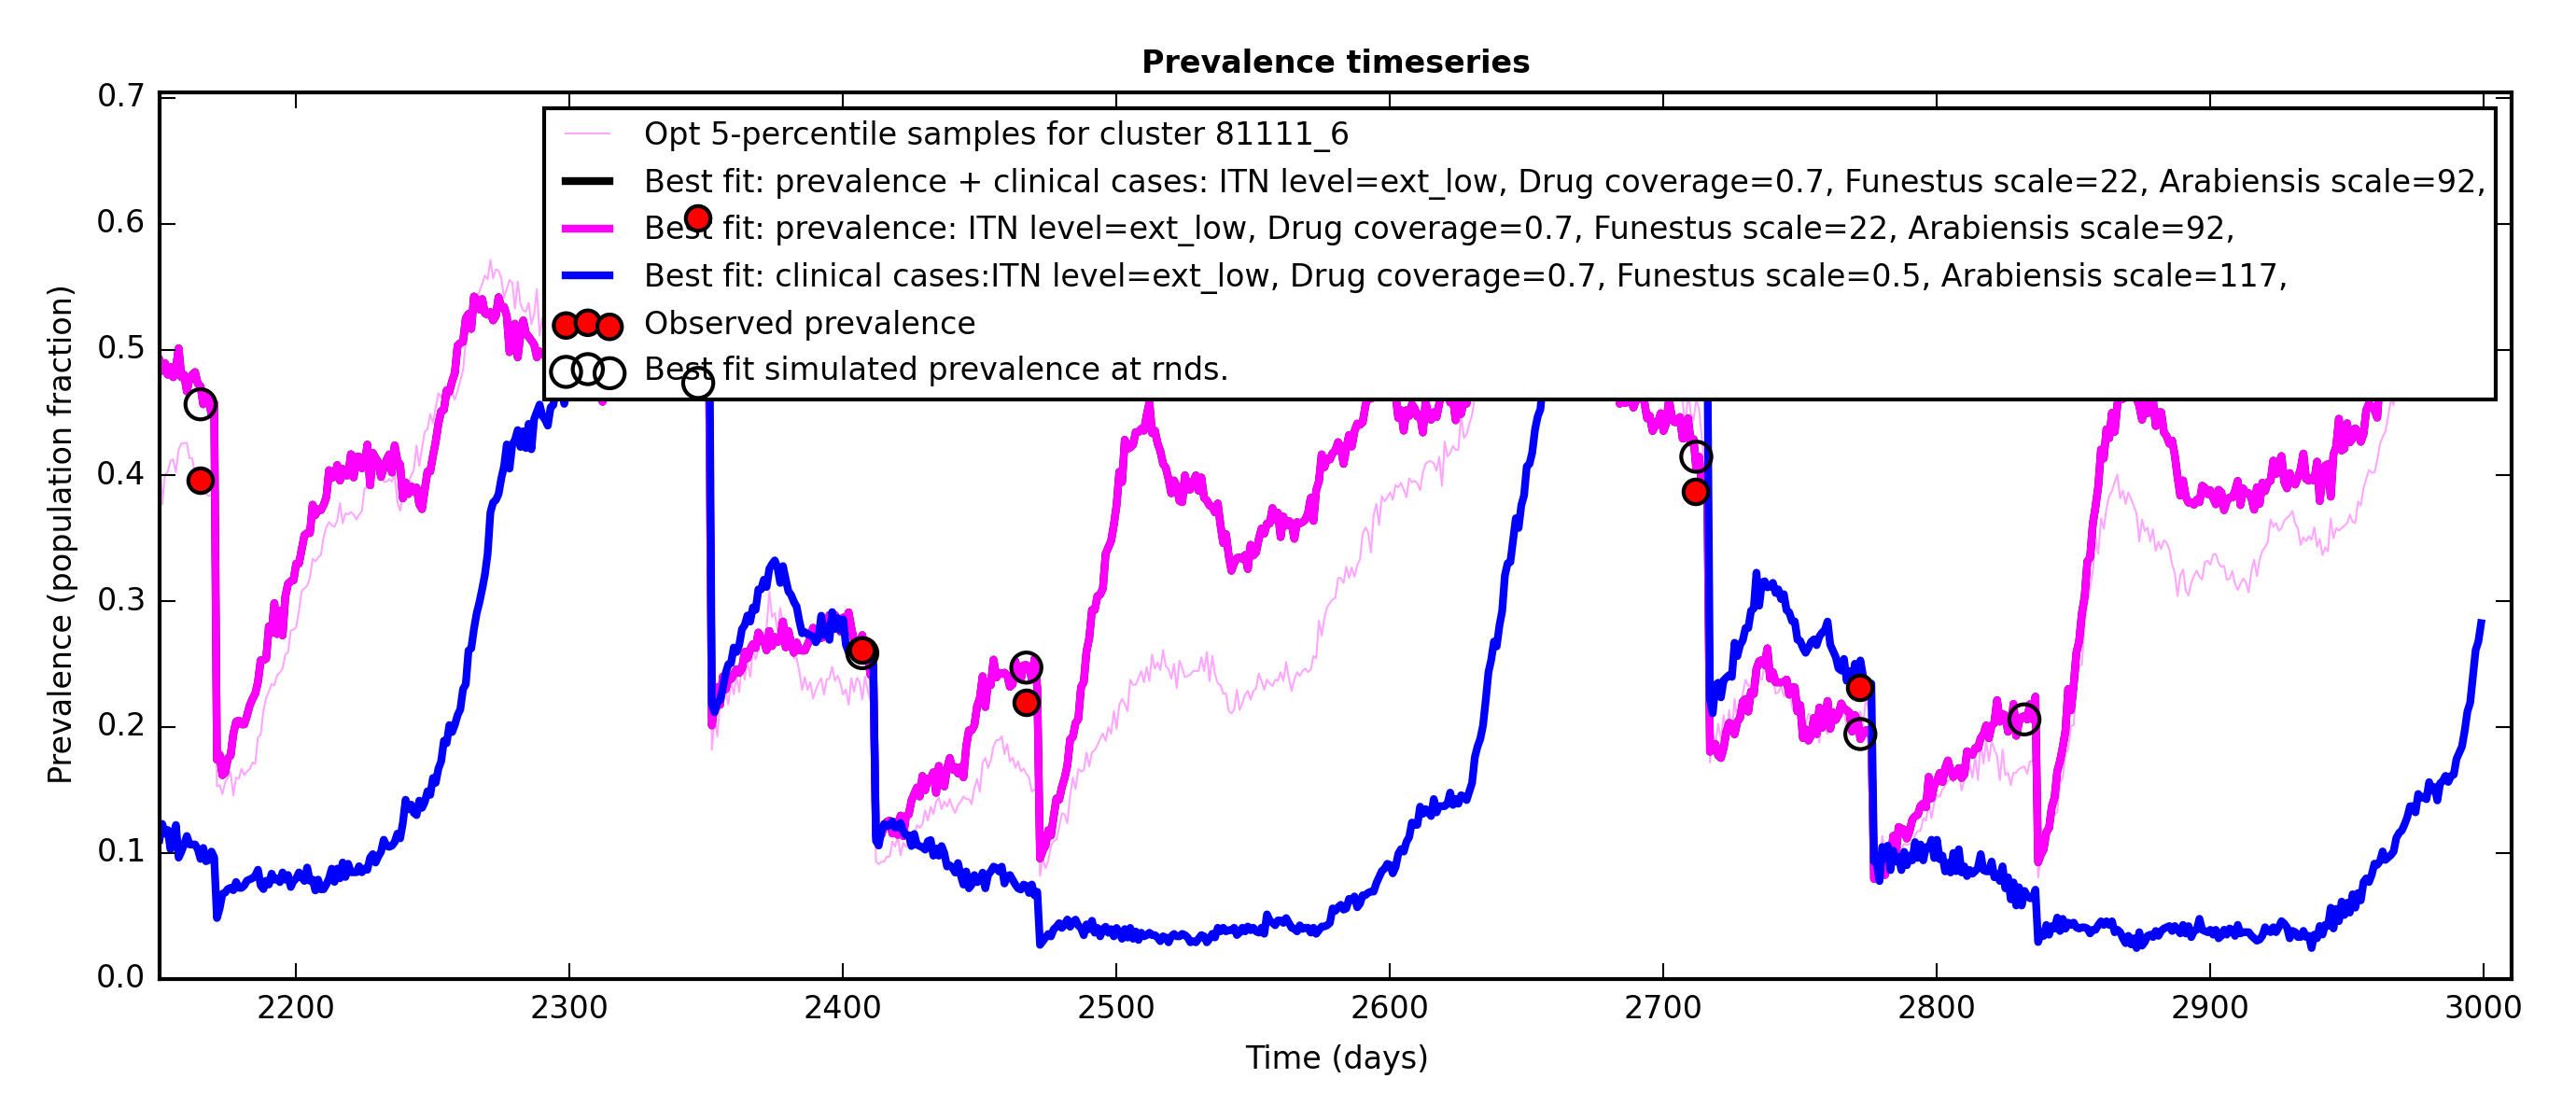 Prevalence timeseries
Opt 5-percentile samples for cluster 81111_6
Best fit: prevalence + clinical cases: ITN level=ext_low, Drug coverage=0.7, Funestus scale=22, Arabiensis scale=92,
Best fit: prevalence: ITN level=ext_low, Drug coverage=0.7, Funestus scale=22, Arabiensis scale=92,
Best fit: clinical cases:ITN level=ext_low, Drug coverage=0.7, Funestus scale=0.5, Arabiensis scale=117,
Observed prevalence
Best fit simulated prevalence at rnds.
Prevalence (population fraction)
0.7
0.6
0.5
0.4
0.3
0.2
0.1
0.0
2200 2300 2400 2500 2600 2700 2800 2900 3000
Time (days)